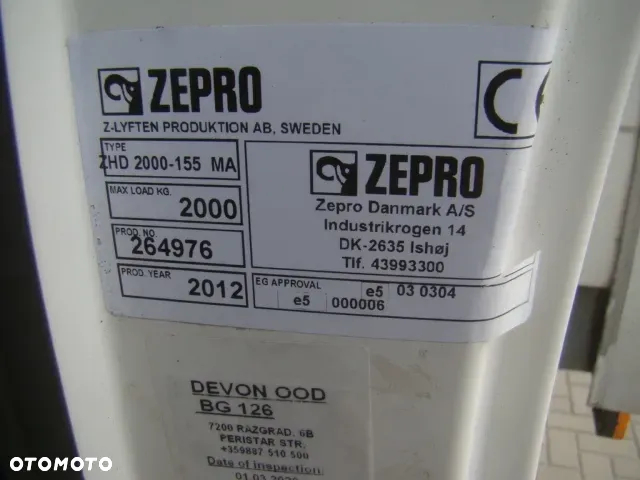 ZEPRO
CE
Z-LYFTEN PRODUKTION AB, SWEDEN
TYPE
ZHD 2000-155 MA
MAX LOAD KG.
2000
PROD. NO.
264976
PROD. YEAR
2012
ZEPRO
Zepro Danmark A/S
Industrikrogen 14
DK-2635 Ishøj
Tlf. 43993300
EG APPROVAL
e5 03 0304
e5 000006
DEVON OOD
BG 126
7200 RAZGRAD, 6B
PERISTAR STR.
+359887 510 500
Date of inspection:
OTOMOTO